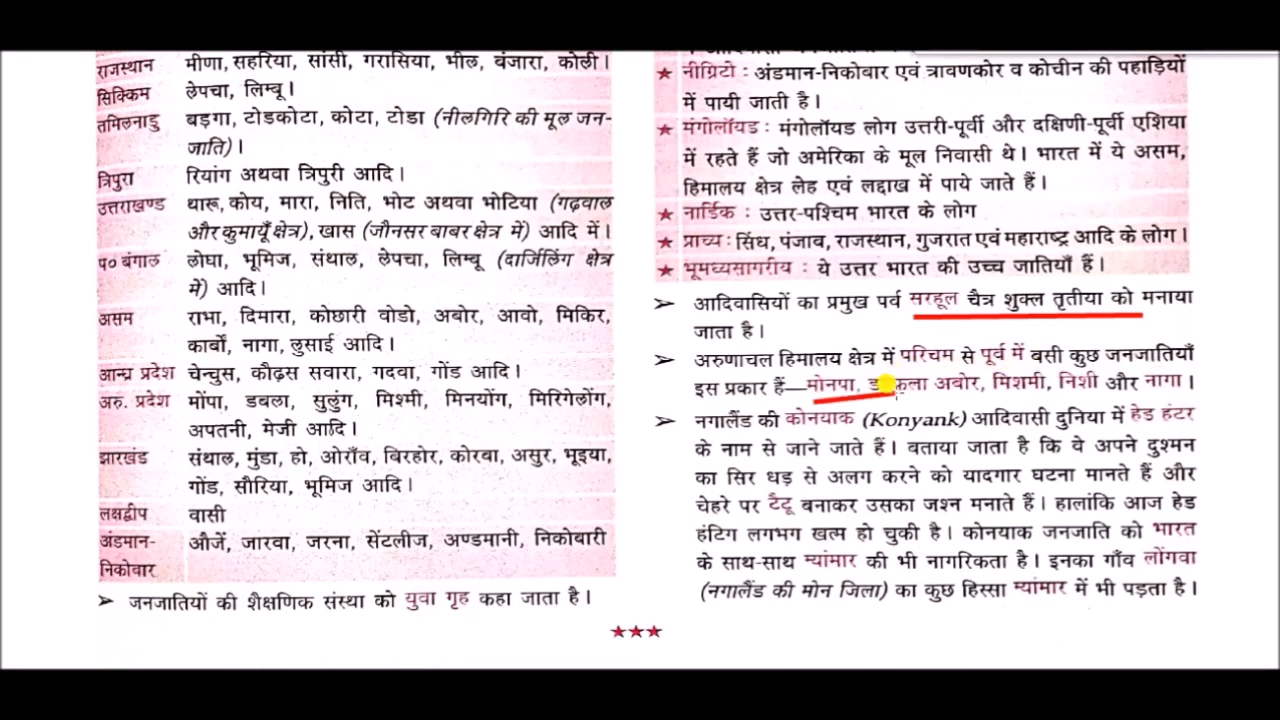 राजस्थान मीणा, सहरिया, सांसी, गरासिया, भील, बंजारा, कोली।
सिक्किम लेपचा, लिम्बू।
तमिलनाडु बड़गा, टोडकोटा, कोटा, टोडा (नीलगिरि की मूल जन-
जाति)।
त्रिपुरा रियांग अथवा त्रिपुरी आदि।
उत्तराखण्ड थारू, कोय, मारा, निति, भोट अथवा भोटिया (गढ़वाल
और कुमायूँ क्षेत्र), खास (जौनसर बाबर क्षेत्र में) आदि में।
प० बंगाल लोघा, भूमिज, संथाल, लेपचा, लिम्बू (दार्जिलिंग क्षेत्र
में) आदि।
असम राभा, दिमारा, कोछारी वोडो, अबोर, आवो, मिकिर,
कार्बो, नागा, लुसाई आदि।
आन्ध्र प्रदेश चेन्चुस, कौढ़स सवारा, गदवा, गोंड आदि।
अरु. प्रदेश मोंपा, डबला, सुलुंग, मिश्मी, मिनयोंग, मिरिगेलोंग,
अपतनी, मेजी आदि।
झारखंड संथाल, मुंडा, हो, ओराँव, बिरहोर, कोरबा, असुर, भूइया,
गोंड, सौरिया, भूमिज आदि।
लक्षद्वीप वासी
अंडमान- औजें, जारवा, जरना, सेंटलीज, अण्डमानी, निकोबारी
निकोबार
➢ जनजातियों की शैक्षणिक संस्था को युवा गृह कहा जाता है।
★ नीग्रिटो : अंडमान-निकोबार एवं त्रावणकोर व कोचीन की पहाड़ियों
में पायी जाती है।
★ मंगोलॉयड : मंगोलॉयड लोग उत्तरी-पूर्वी और दक्षिणी-पूर्वी एशिया
में रहते हैं जो अमेरिका के मूल निवासी थे। भारत में ये असम,
हिमालय क्षेत्र लेह एवं लद्दाख में पाये जाते हैं।
★ नार्डिक : उत्तर-पश्चिम भारत के लोग
★ प्राच्य : सिंध, पंजाब, राजस्थान, गुजरात एवं महाराष्ट्र आदि के लोग।
★ भूमध्यसागरीय : ये उत्तर भारत की उच्च जातियाँ हैं।
➢ आदिवासियों का प्रमुख पर्व सरहूल चैत्र शुक्ल तृतीया को मनाया
जाता है।
➢ अरुणाचल हिमालय क्षेत्र में परिचम से पूर्व में बसी कुछ जनजातियाँ
इस प्रकार हैं—मोनपा, अबोर, मिशमी, निशी और नागा।
➢ नगालैंड की कोनयाक (Konyank) आदिवासी दुनिया में हेड हंटर
के नाम से जाने जाते हैं। बताया जाता है कि वे अपने दुश्मन
का सिर धड़ से अलग करने को यादगार घटना मानते हैं और
चेहरे पर टैटू बनाकर उसका जश्न मनाते हैं। हालांकि आज हेड
हंटिग लगभग खत्म हो चुकी है। कोनयाक जनजाति को भारत
के साथ-साथ म्यांमार की भी नागरिकता है। इनका गाँव लोंगवा
(नगालैंड की मोन जिला) का कुछ हिस्सा म्यांमार में भी पड़ता है।
★★★